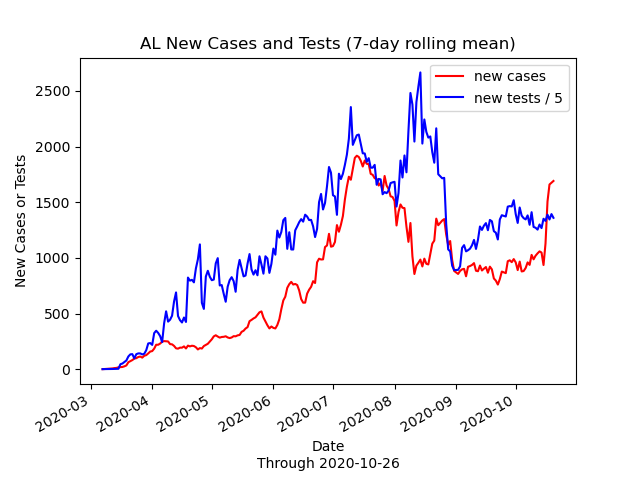 AL New Cases and Tests (7-day rolling mean)
new cases
new tests / 5
New Cases or Tests
2500
2000
1500
1000
500
0
2020-03
2020-04
2020-05
2020-06
2020-07
2020-08
2020-09
2020-10
Date
Through 2020-10-26